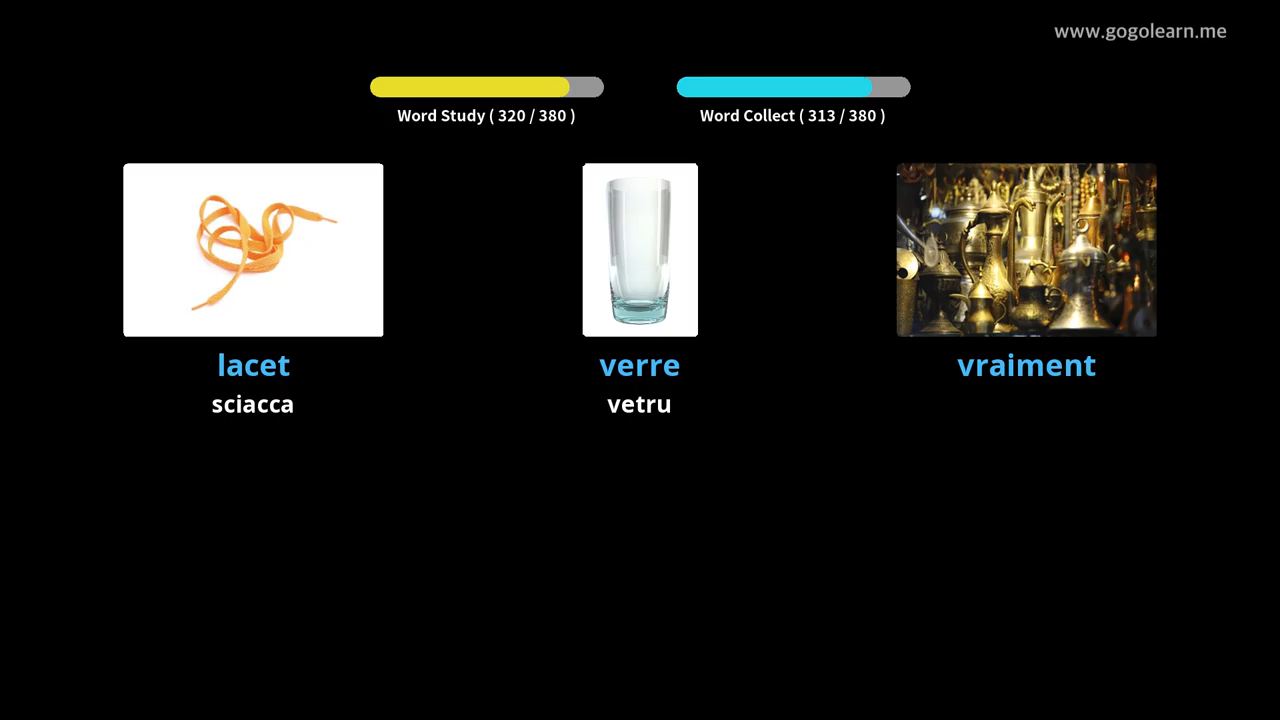 www.gogolearn.me
Word Study ( 320 / 380 )
Word Collect ( 313 / 380 )
lacet
verre
vraiment
sciacca
vetru